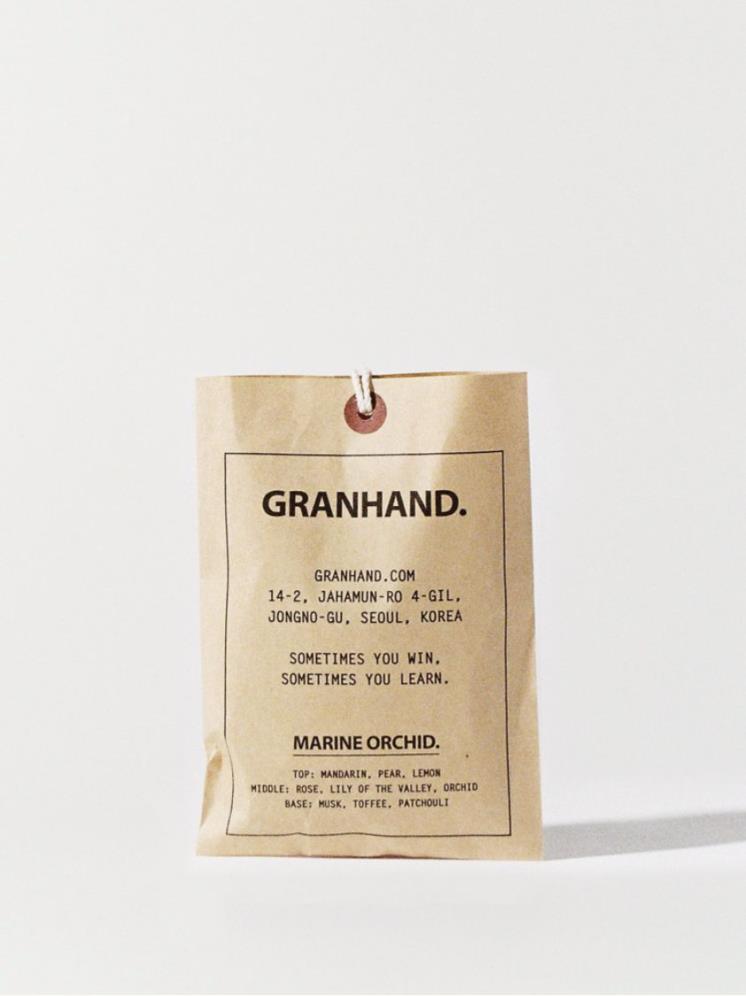 GRANHAND.
GRANHAND.COM
14-2, JAHAMUN-RO 4-GIL,
JONGNO-GU, SEOUL, KOREA
SOMETIMES YOU WIN,
SOMETIMES YOU LEARN.
MARINE ORCHID.
TOP: MANDARIN, PEAR, LEMON
MIDDLE: ROSE, LILY OF THE VALLEY, ORCHID
BASE: MUSK, TOFFEE, PATCHOULI